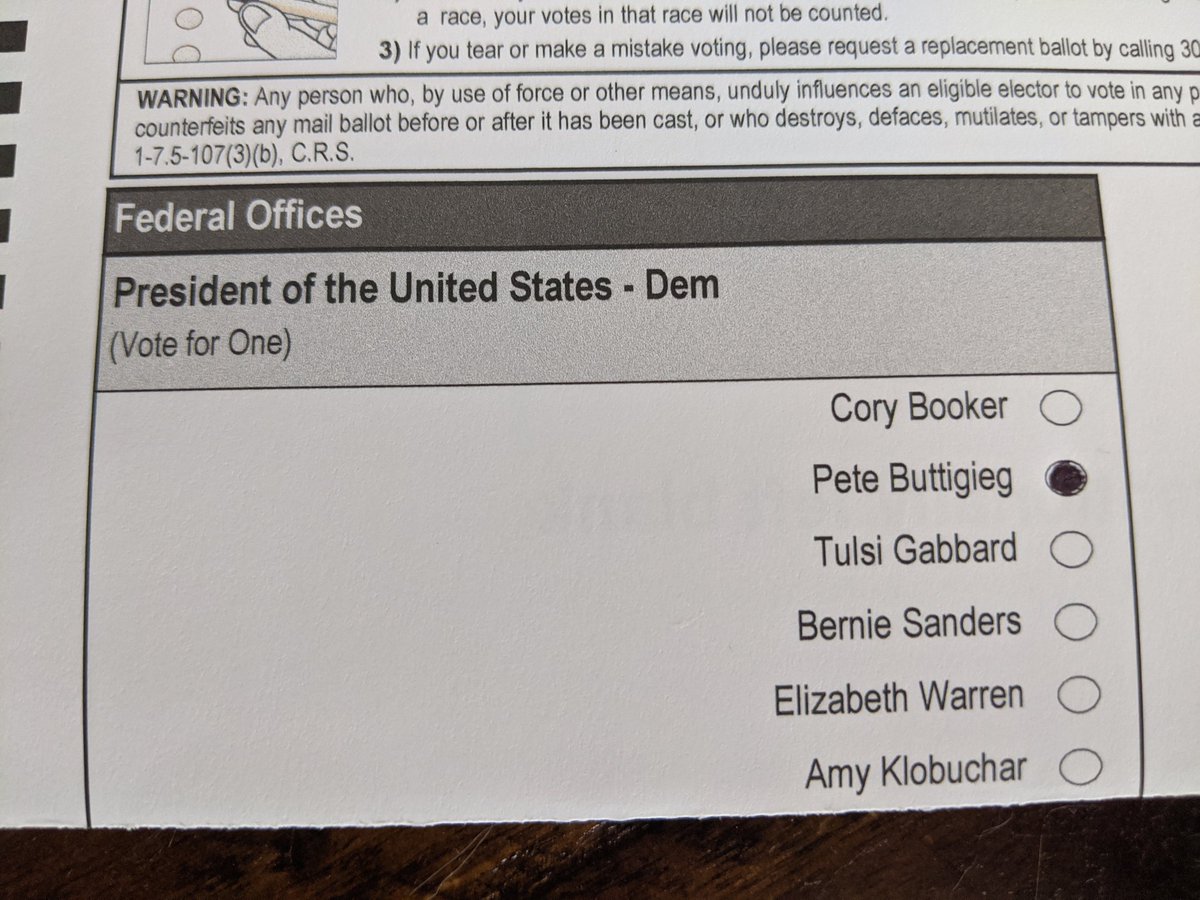 a race, your votes in that race will not be counted.
3) If you tear or make a mistake voting, please request a replacement ballot by calling 30
WARNING: Any person who, by use of force or other means, unduly influences an eligible elector to vote in any p
counterfeits any mail ballot before or after it has been cast, or who destroys, defaces, mutilates, or tampers with a
1-7.5-107(3)(b), C.R.S.
Federal Offices
President of the United States - Dem
(Vote for One)
Cory Booker
Pete Buttigieg
Tulsi Gabbard
Bernie Sanders
Elizabeth Warren
Amy Klobuchar